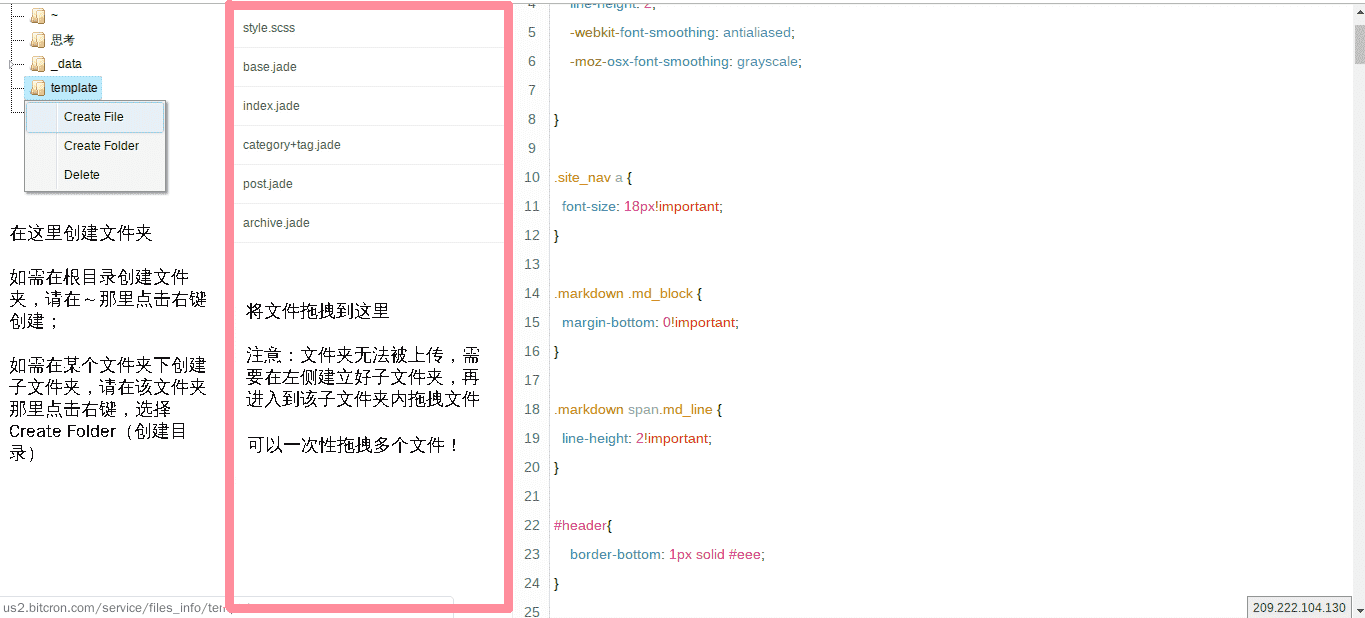 ~
思考
_data
template
Create File
Create Folder
Delete
在这里创建文件夹
如需在根目录创建文件
夹，请在～那里点击右键
创建；
如需在某个文件夹下创建
子文件夹，请在该文件夹
那里点击右键，选择
Create Folder（创建目
录）
us2.bitcron.com/service/files_info/tem
style.scss
base.jade
index.jade
category+tag.jade
post.jade
archive.jade
将文件拖拽到这里
注意：文件夹无法被上传，需
要在左侧建立好子文件夹，再
进入到该子文件夹内拖拽文件
可以一次性拖拽多个文件！
4 line-height: 2;
5 -webkit-font-smoothing: antialiased;
6 -moz-osx-font-smoothing: grayscale;
7
8 }
9
10 .site_nav a {
11 font-size: 18px!important;
12 }
13
14 .markdown .md_block {
15 margin-bottom: 0!important;
16 }
17
18 .markdown span.md_line {
19 line-height: 2!important;
20 }
21
22 #header{
23 border-bottom: 1px solid #eee;
24 }
25
209.222.104.130